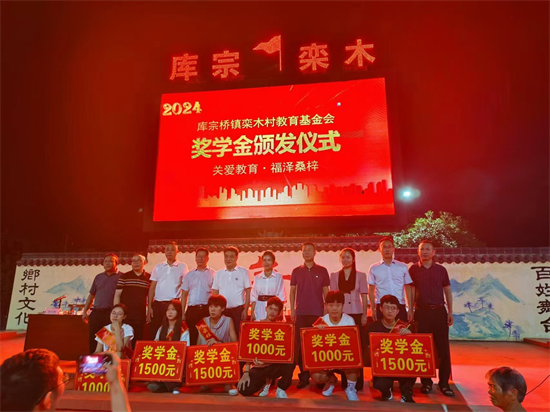 库宗 栾木
2024
库宗桥镇栾木村教育基金会
奖学金颁发仪式
关爱教育·福泽桑梓
鄉村文化
百姓舞台
1000
奖学金
1500元
奖学金
1500元
奖学金
1000元
奖学金
1000元
奖学金
1500元